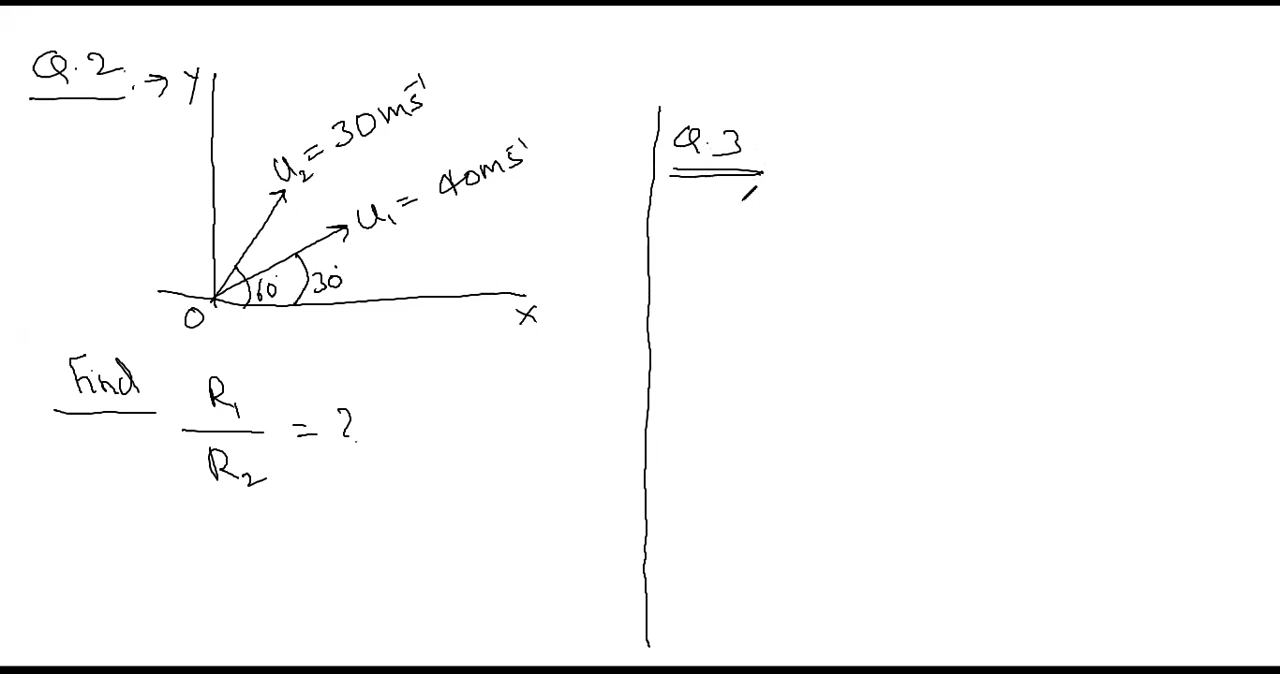 Q.2. → Y
u₂ = 30ms⁻¹
u₁ = 40ms⁻¹
60° 30°
O X
Find R₁/R₂ = ?
Q.3